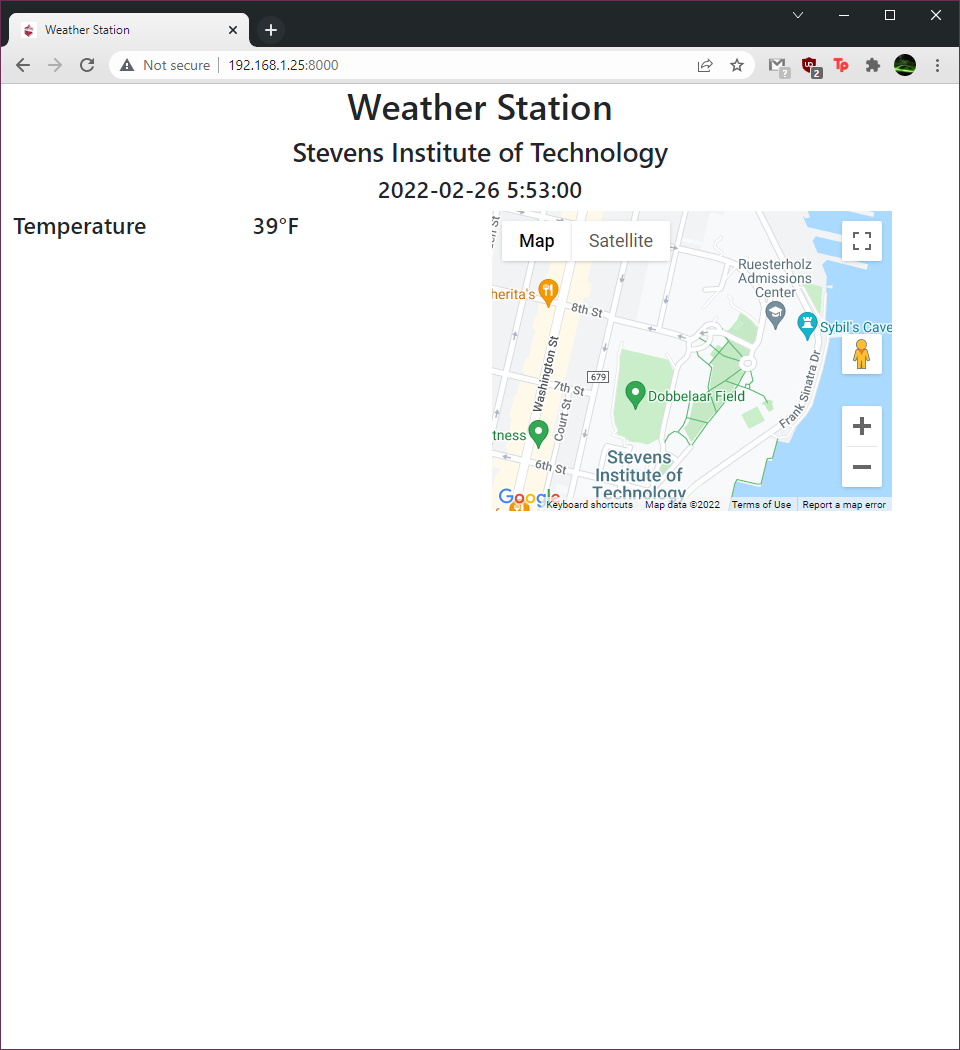 Weather Station
Not secure
192.168.1.25:8000
?
2
Tp
Weather Station
Stevens Institute of Technology
2022-02-26 5:53:00
Temperature 39°F
Map Satellite
Ruesterholz
Admissions
Center
herita's
8th St
Sybil's Cave
Washington St
679
7th St
Dobbelaar Field
Frank Sinatra Dr
Court St
tness
6th St
Stevens
Institute of
Technology
Google
Keyboard shortcuts Map data ©2022 Terms of Use Report a map error